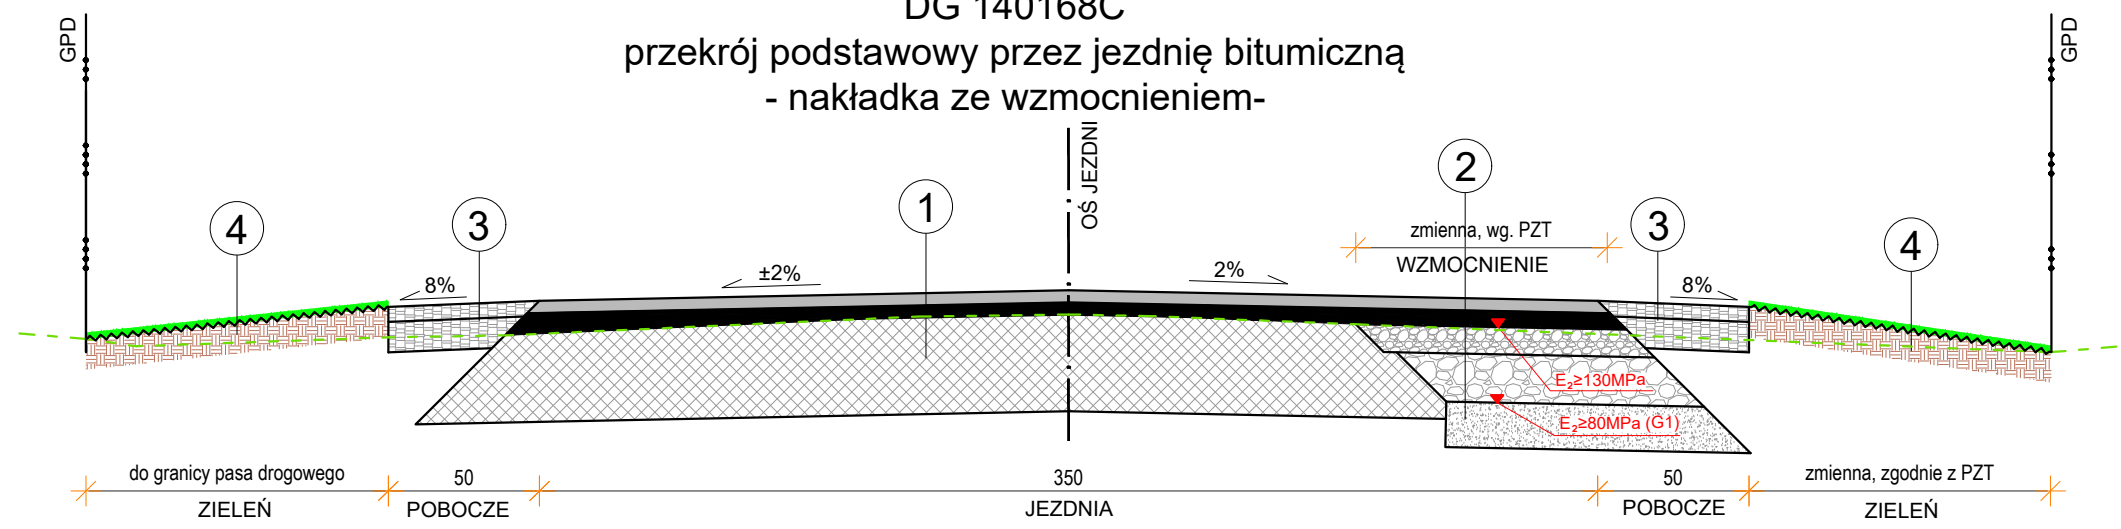 DG 140168C
przekrój podstawowy przez jezdnię bitumiczną
- nakładka ze wzmocnieniem-
GPD
GPD
OŚ JEZDNI
4
3
1
2
3
4
zmienna, wg. PZT
WZMOCNIENIE
8%
±2%
2%
8%
E₂≥130MPa
E₂≥80MPa (G1)
do granicy pasa drogowego
50
350
50
zmienna, zgodnie z PZT
ZIELEŃ
POBOCZE
JEZDNIA
POBOCZE
ZIELEŃ